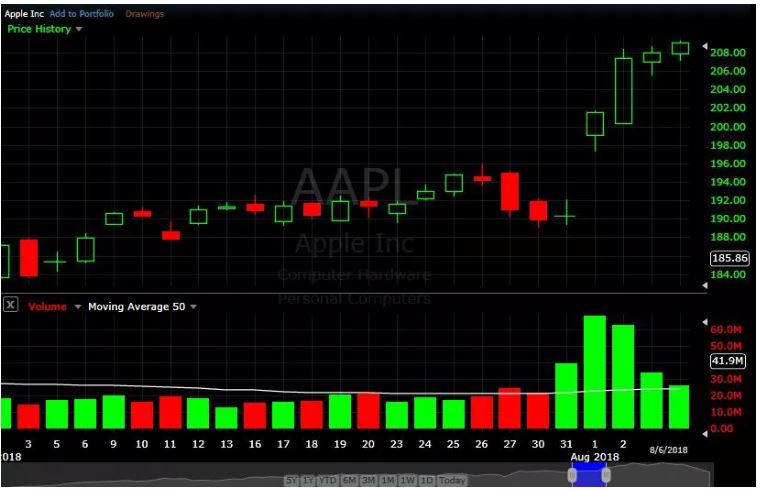 Apple Inc Add to Portfolio Drawings
Price History
208.00
206.00
204.00
202.00
200.00
198.00
196.00
194.00
192.00
190.00
188.00
185.86
184.00
AAPL
Apple Inc
Computer Hardware
Personal Computers
X Volume Moving Average 50
60.0M
50.0M
41.9M
30.0M
20.0M
10.0M
0.00
3 5 6 9 10 11 12 13 16 17 18 19 20 23 24 25 26 27 30 31 1 2 8/6/2018
2018 Aug 2018
5Y 1Y YTD 6M 3M 1M 1W 1D Today